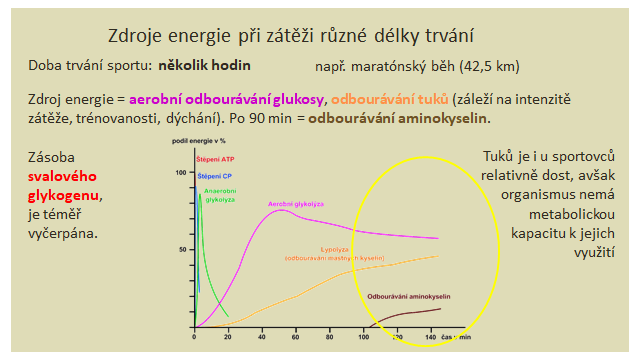 Zdroje energie při zátěži různé délky trvání
Doba trvání sportu: několik hodin
např. maratónský běh (42,5 km)
Zdroj energie = aerobní odbourávání glukosy, odbourávání tuků (záleží na intenzitě
zátěže, trénovanosti, dýchání). Po 90 min = odbourávání aminokyselin.
Zásoba
svalového
glykogenu,
je téměř
vyčerpána.
podíl energie v %
100
50
Štěpení ATP
Štěpení CP
Anaerobní
glykolýza
Aerobní glykolýza
Lypolýza
(odbourávání mastných kyselin)
Odbourávání aminokyselin
0 20 40 60 80 100 120 140 čas v min
Tuků je i u sportovců
relativně dost, avšak
organismus nemá
metabolickou
kapacitu k jejich
využití